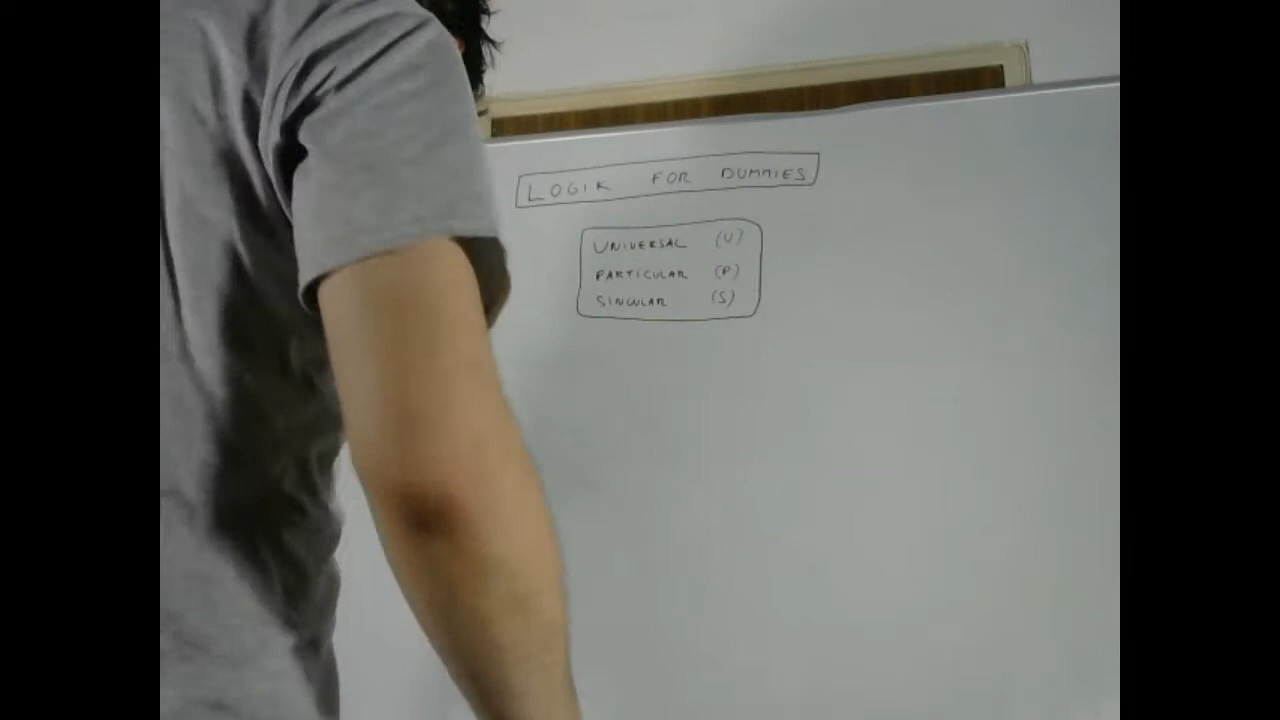 LOGIK FOR DUMMIES
UNIVERSAL (U)
PARTICULAR (P)
SINGULAR (S)